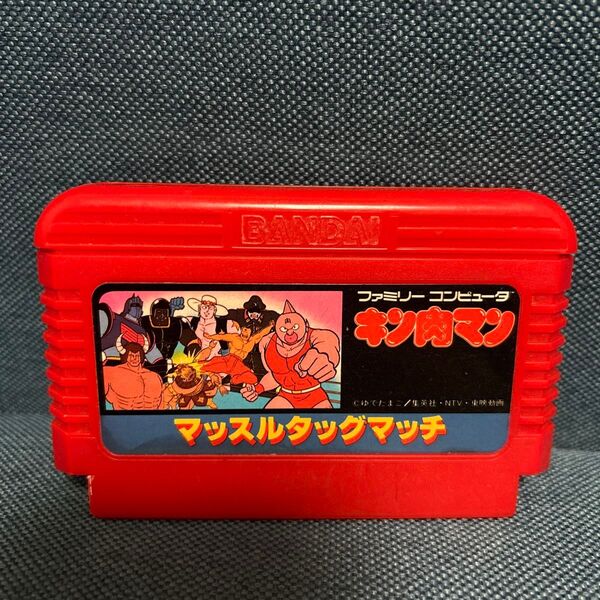 BANDAI
ファミリー コンピュータ
キン肉マン
©ゆでたまご/集英社・NTV・東映動画
マッスルタッグマッチ